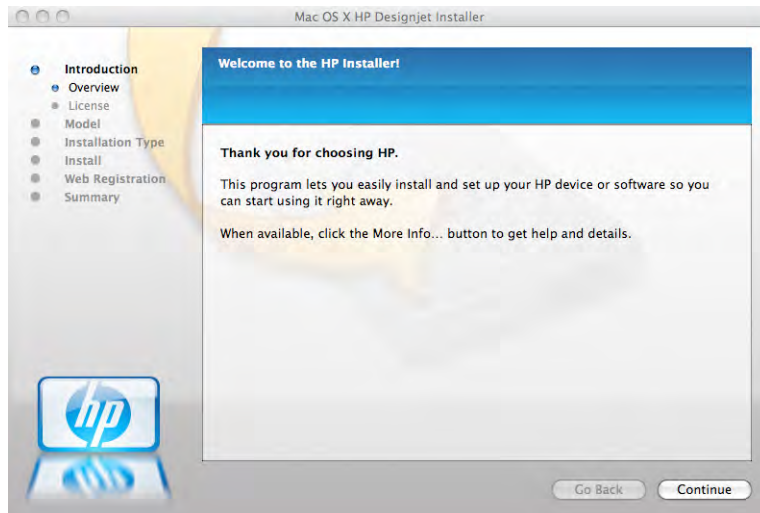 Mac OS X HP Designjet Installer
Introduction
Overview
License
Model
Installation Type
Install
Web Registration
Summary
Welcome to the HP Installer!
Thank you for choosing HP.
This program lets you easily install and set up your HP device or software so you
can start using it right away.
When available, click the More Info... button to get help and details.
hp
Go Back
Continue